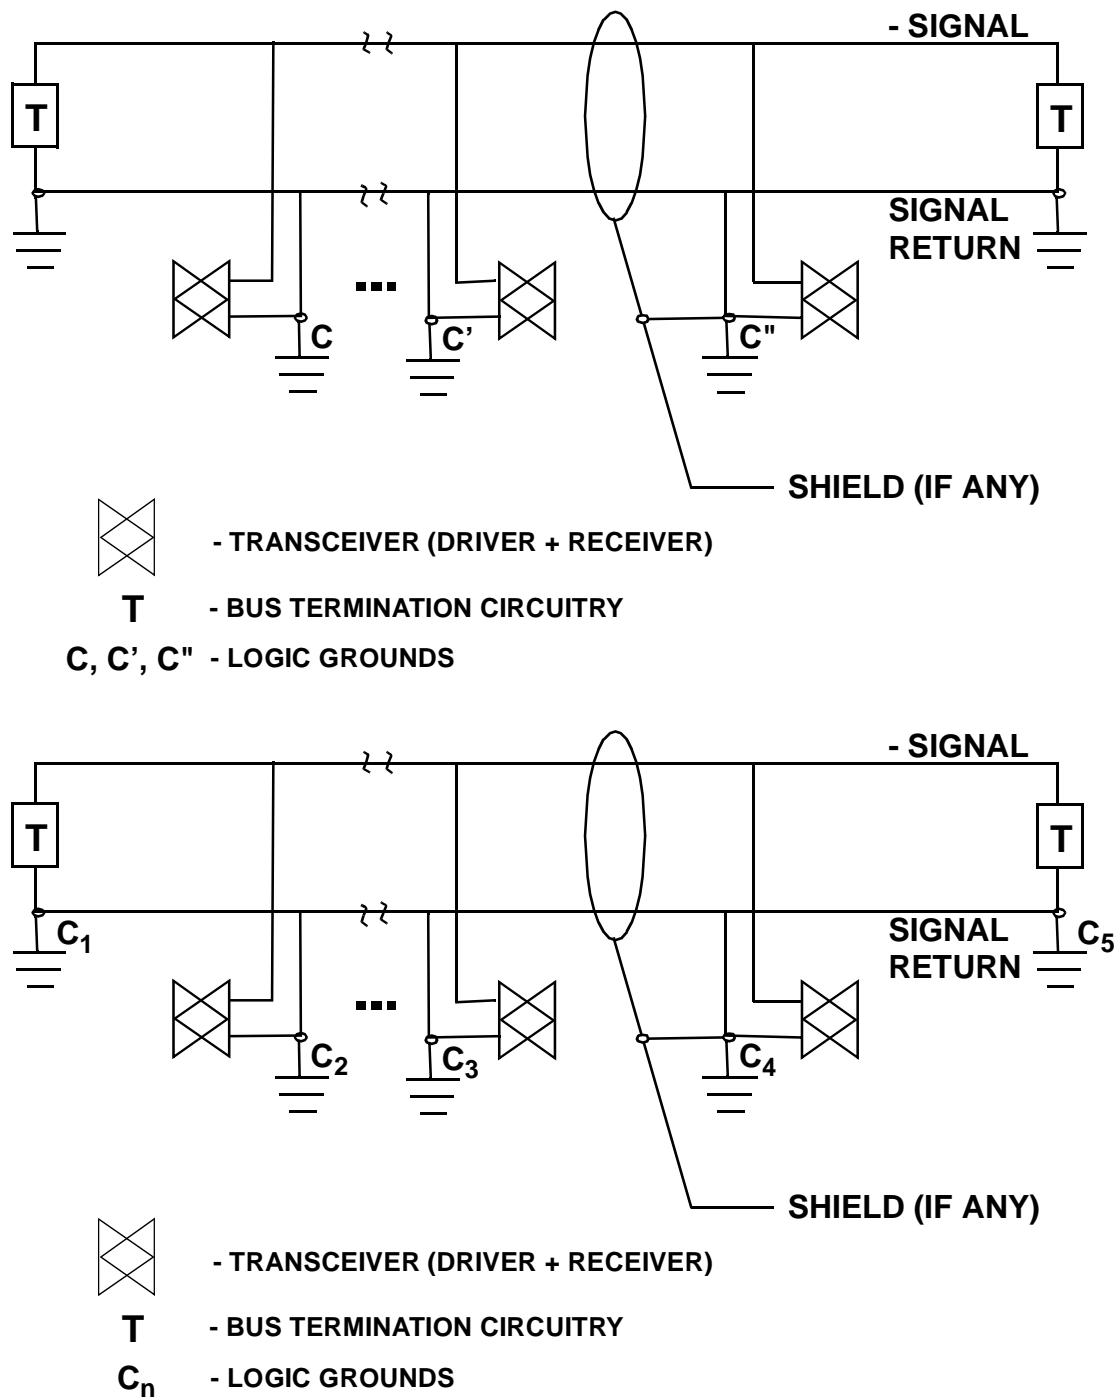 - SIGNAL
T
T
SIGNAL
RETURN
C
C’
C"
SHIELD (IF ANY)
- TRANSCEIVER (DRIVER + RECEIVER)
T - BUS TERMINATION CIRCUITRY
C, C’, C" - LOGIC GROUNDS
- SIGNAL
T
T
C1
SIGNAL
RETURN
C5
C2
C3
C4
SHIELD (IF ANY)
- TRANSCEIVER (DRIVER + RECEIVER)
T - BUS TERMINATION CIRCUITRY
Cn - LOGIC GROUNDS